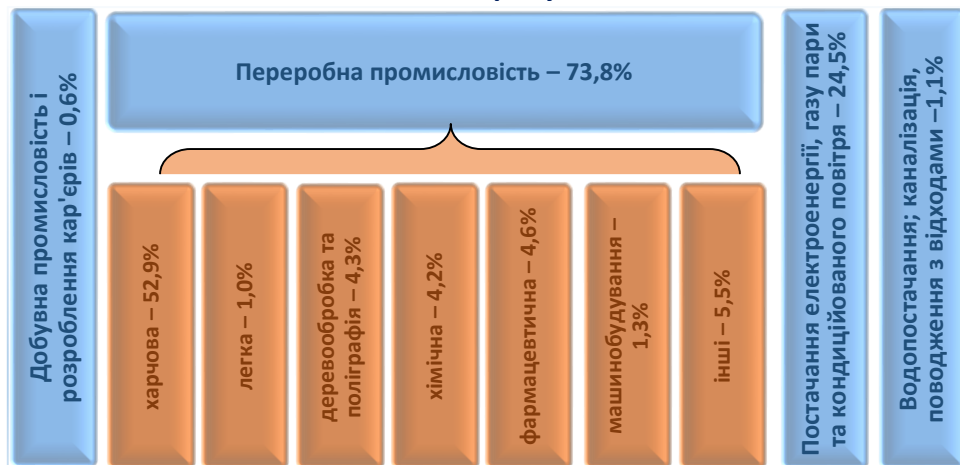 Добувна промисловість і
розроблення кар'єрів – 0,6%
Переробна промисловість – 73,8%
харчова – 52,9%
легка – 1,0%
деревообробка та
поліграфія – 4,3%
хімічна – 4,2%
фармацевтична – 4,6%
машинобудування –
1,3%
інші – 5,5%
Постачання електроенергії, газу пари
та кондиційованого повітря – 24,5%
Водопостачання; каналізація,
поводження з відходами –1,1%